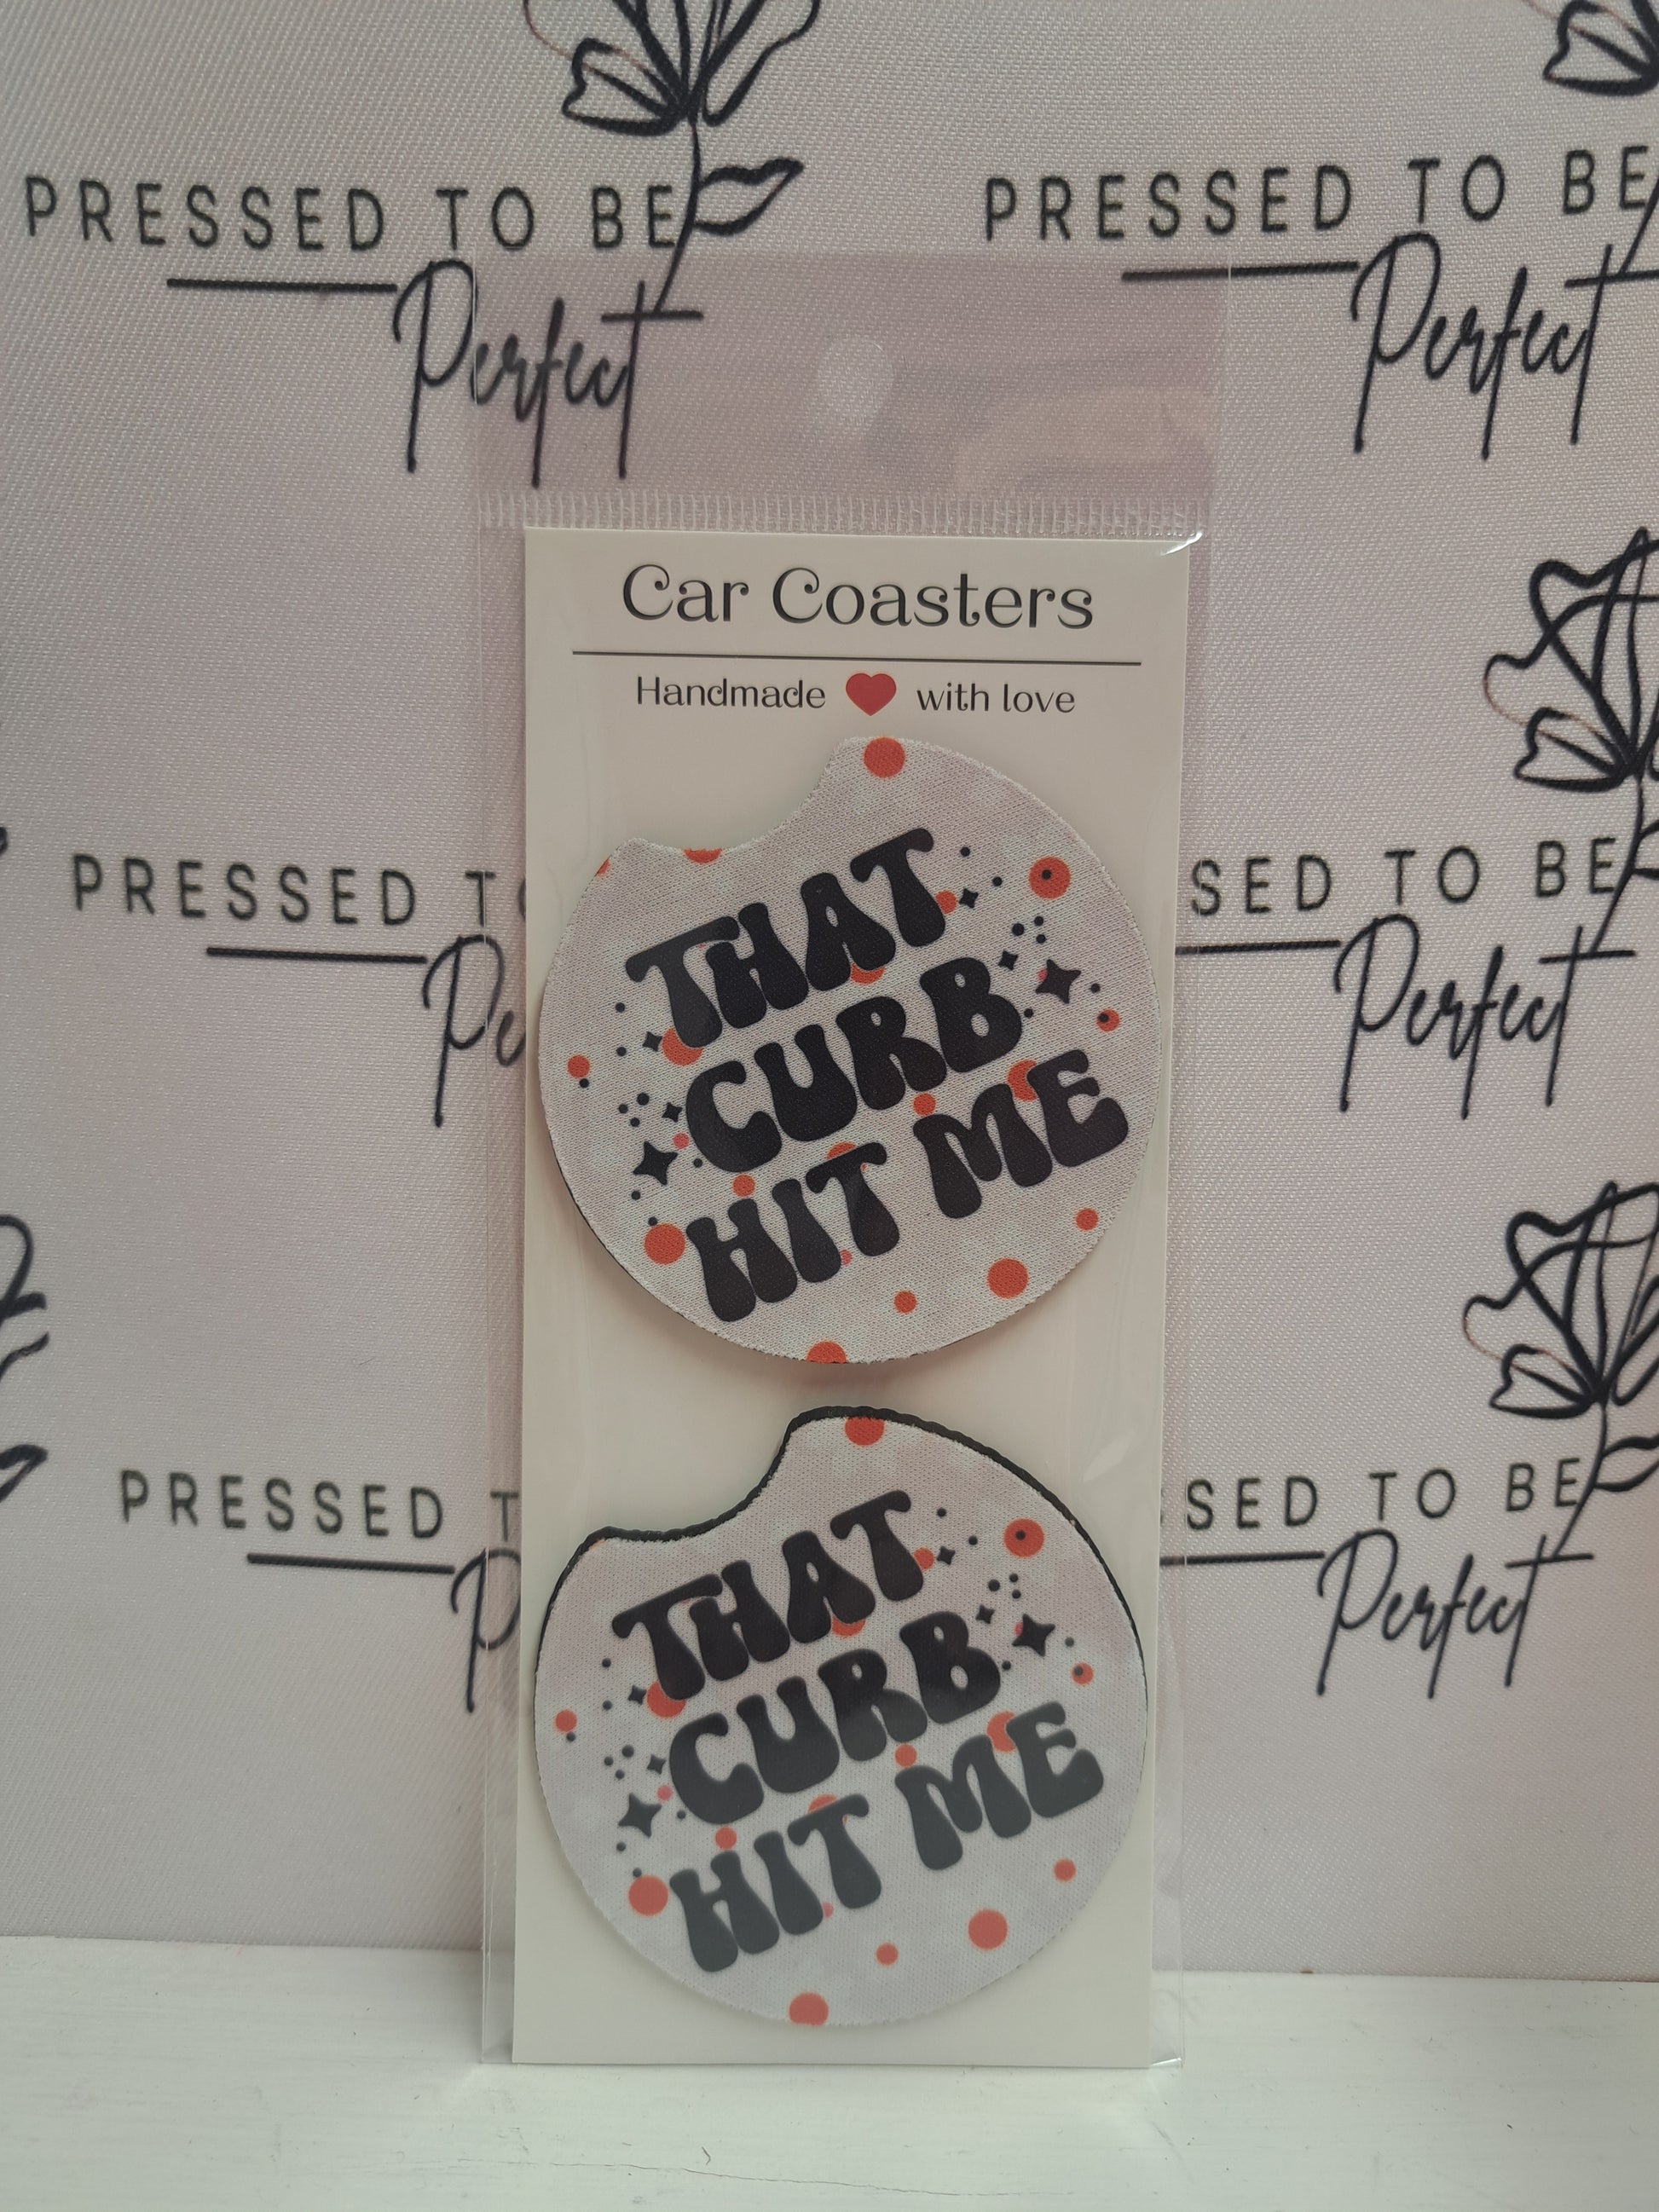 PRESSED TO BE
Perfect
PRESSED TO BE
Perfect
Car Coasters
Handmade with love
THAT
CURB
HIT ME
PRESSED T
SED TO BE
Perfect
PRESSED T
SED TO BE
Perfect
THAT
CURB
HIT ME